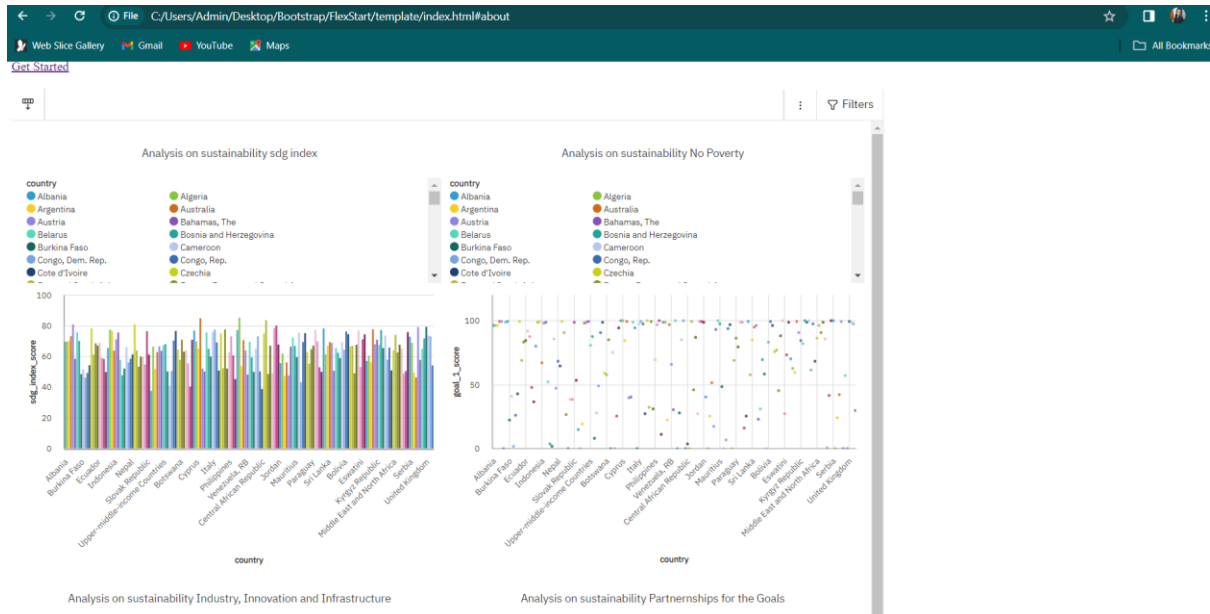 File C:/Users/Admin/Desktop/Bootstrap/FlexStart/template/index.html#about
Web Slice Gallery Gmail YouTube Maps All Bookmarks
Get Started
Filters
Analysis on sustainability sdg index
country
Albania Algeria
Argentina Australia
Austria Bahamas, The
Belarus Bosnia and Herzegovina
Burkina Faso Cameroon
Congo, Dem. Rep. Congo, Rep.
Cote d'Ivoire Czechia
100
80
60
40
20
0
sdg_index_score
Albania
Burkina Faso
Ecuador
Indonesia
Nepal
Slovak Republic
Upper-middle-income Countries
Botswana
Cyprus
Italy
Philippines
Venezuela, RB
Central African Republic
Jordan
Mauritius
Paraguay
Sri Lanka
Bolivia
Eswatini
Kyrgyz Republic
Middle East and North Africa
Serbia
United Kingdom
country
Analysis on sustainability No Poverty
country
Albania Algeria
Argentina Australia
Austria Bahamas, The
Belarus Bosnia and Herzegovina
Burkina Faso Cameroon
Congo, Dem. Rep. Congo, Rep.
Cote d'Ivoire Czechia
100
50
0
goal_1_score
Albania
Burkina Faso
Ecuador
Indonesia
Nepal
Slovak Republic
Upper-middle-income Countries
Botswana
Cyprus
Italy
Philippines
Venezuela, RB
Central African Republic
Jordan
Mauritius
Paraguay
Sri Lanka
Bolivia
Eswatini
Kyrgyz Republic
Middle East and North Africa
Serbia
United Kingdom
country
Analysis on sustainability Industry, Innovation and Infrastructure
Analysis on sustainability Partnernships for the Goals